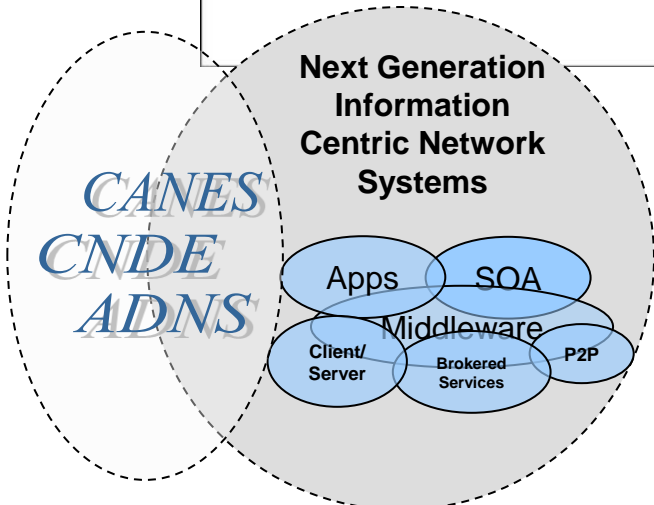 Next Generation
Information
Centric Network
Systems
CANES
CNDE
ADNS
Apps
SOA
Middleware
Client/
Server
Brokered
Services
P2P